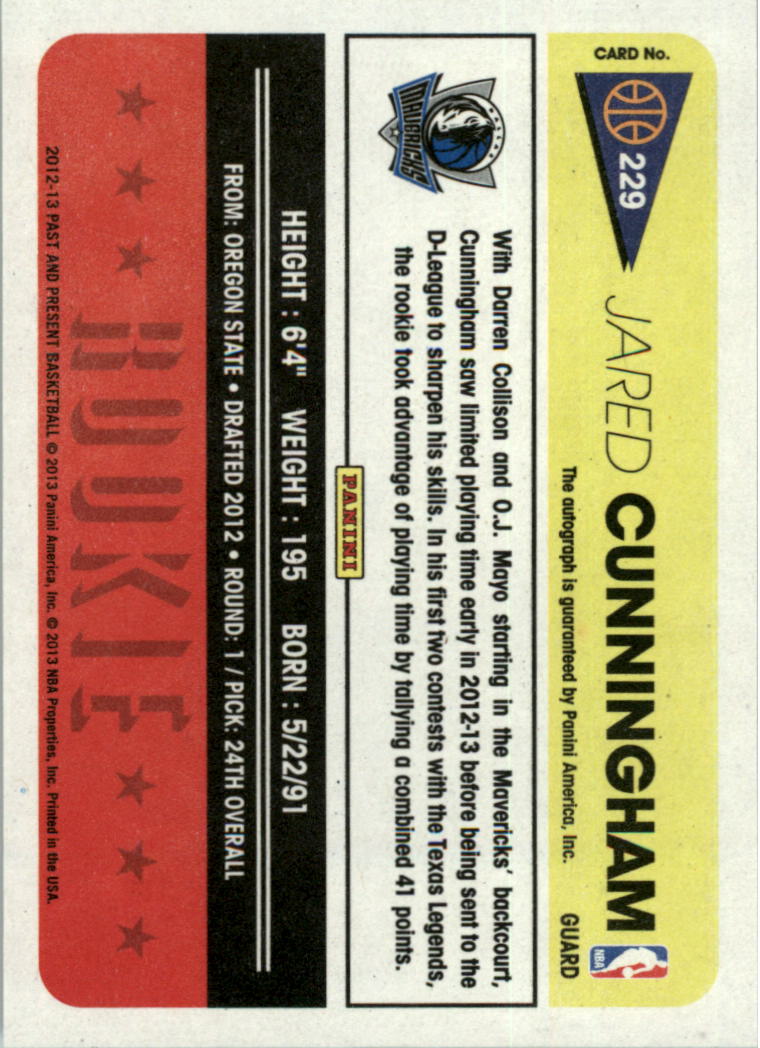 CARD No.
229
JARED CUNNINGHAM
The autograph is guaranteed by Panini America, Inc.
GUARD
NBA
DALLAS
MAVERICKS
With Darren Collison and O.J. Mayo starting in the Mavericks' backcourt,
Cunningham saw limited playing time early in 2012-13 before being sent to the
D-League to sharpen his skills. In his first two contests with the Texas Legends,
the rookie took advantage of playing time by tallying a combined 41 points.
PANINI
HEIGHT : 6'4" WEIGHT : 195 BORN : 5/22/91
FROM: OREGON STATE • DRAFTED 2012 • ROUND: 1 / PICK: 24TH OVERALL
ROOKIE
2012-13 PAST AND PRESENT BASKETBALL © 2013 Panini America, Inc. © 2013 NBA Properties, Inc. Printed in the USA.